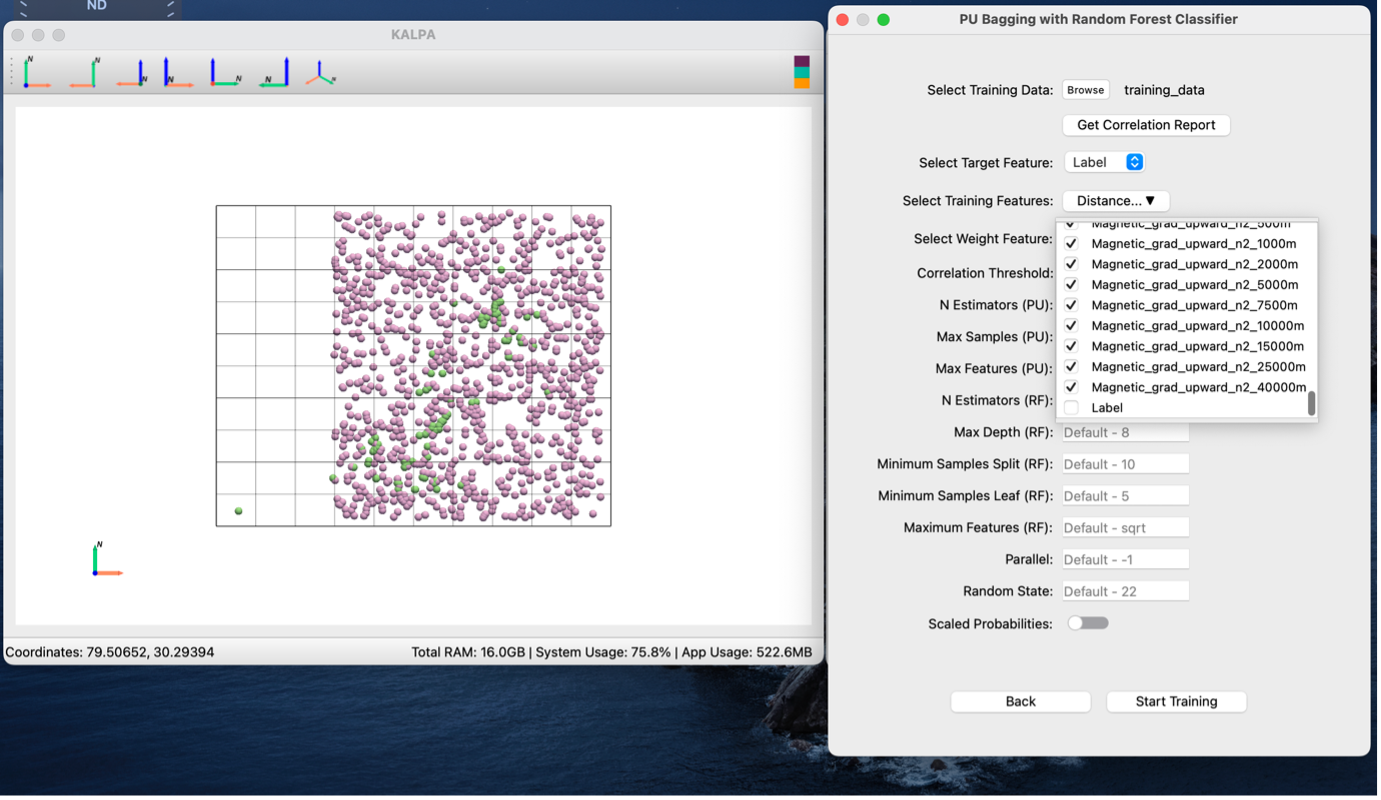 ND
KALPA
N
N
N
N
N
N
N
N
Coordinates: 79.50652, 30.29394
Total RAM: 16.0GB | System Usage: 75.8% | App Usage: 522.6MB
PU Bagging with Random Forest Classifier
Select Training Data: Browse training_data
Get Correlation Report
Select Target Feature: Label
Select Training Features: Distance... ▼
Magnetic_grad_upward_n2_500m
Select Weight Feature:
Magnetic_grad_upward_n2_1000m
Magnetic_grad_upward_n2_2000m
Correlation Threshold:
Magnetic_grad_upward_n2_5000m
N Estimators (PU):
Magnetic_grad_upward_n2_7500m
Magnetic_grad_upward_n2_10000m
Max Samples (PU):
Magnetic_grad_upward_n2_15000m
Max Features (PU):
Magnetic_grad_upward_n2_25000m
Magnetic_grad_upward_n2_40000m
N Estimators (RF):
Label
Max Depth (RF): Default - 8
Minimum Samples Split (RF): Default - 10
Minimum Samples Leaf (RF): Default - 5
Maximum Features (RF): Default - sqrt
Parallel: Default - -1
Random State: Default - 22
Scaled Probabilities:
Back
Start Training